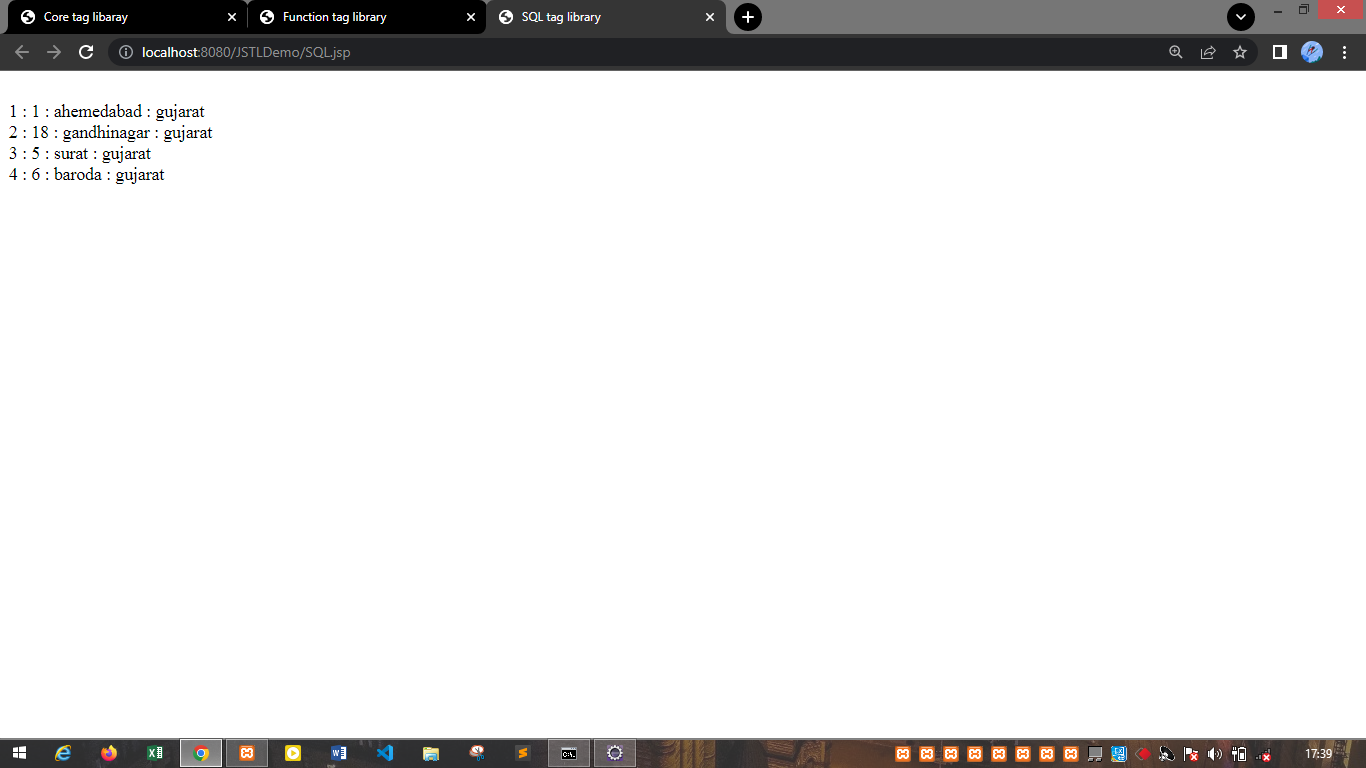 Core tag libaray
Function tag library
SQL tag library
localhost:8080/JSTLDemo/SQL.jsp
1 : 1 : ahemedabad : gujarat
2 : 18 : gandhinagar : gujarat
3 : 5 : surat : gujarat
4 : 6 : baroda : gujarat
17:39